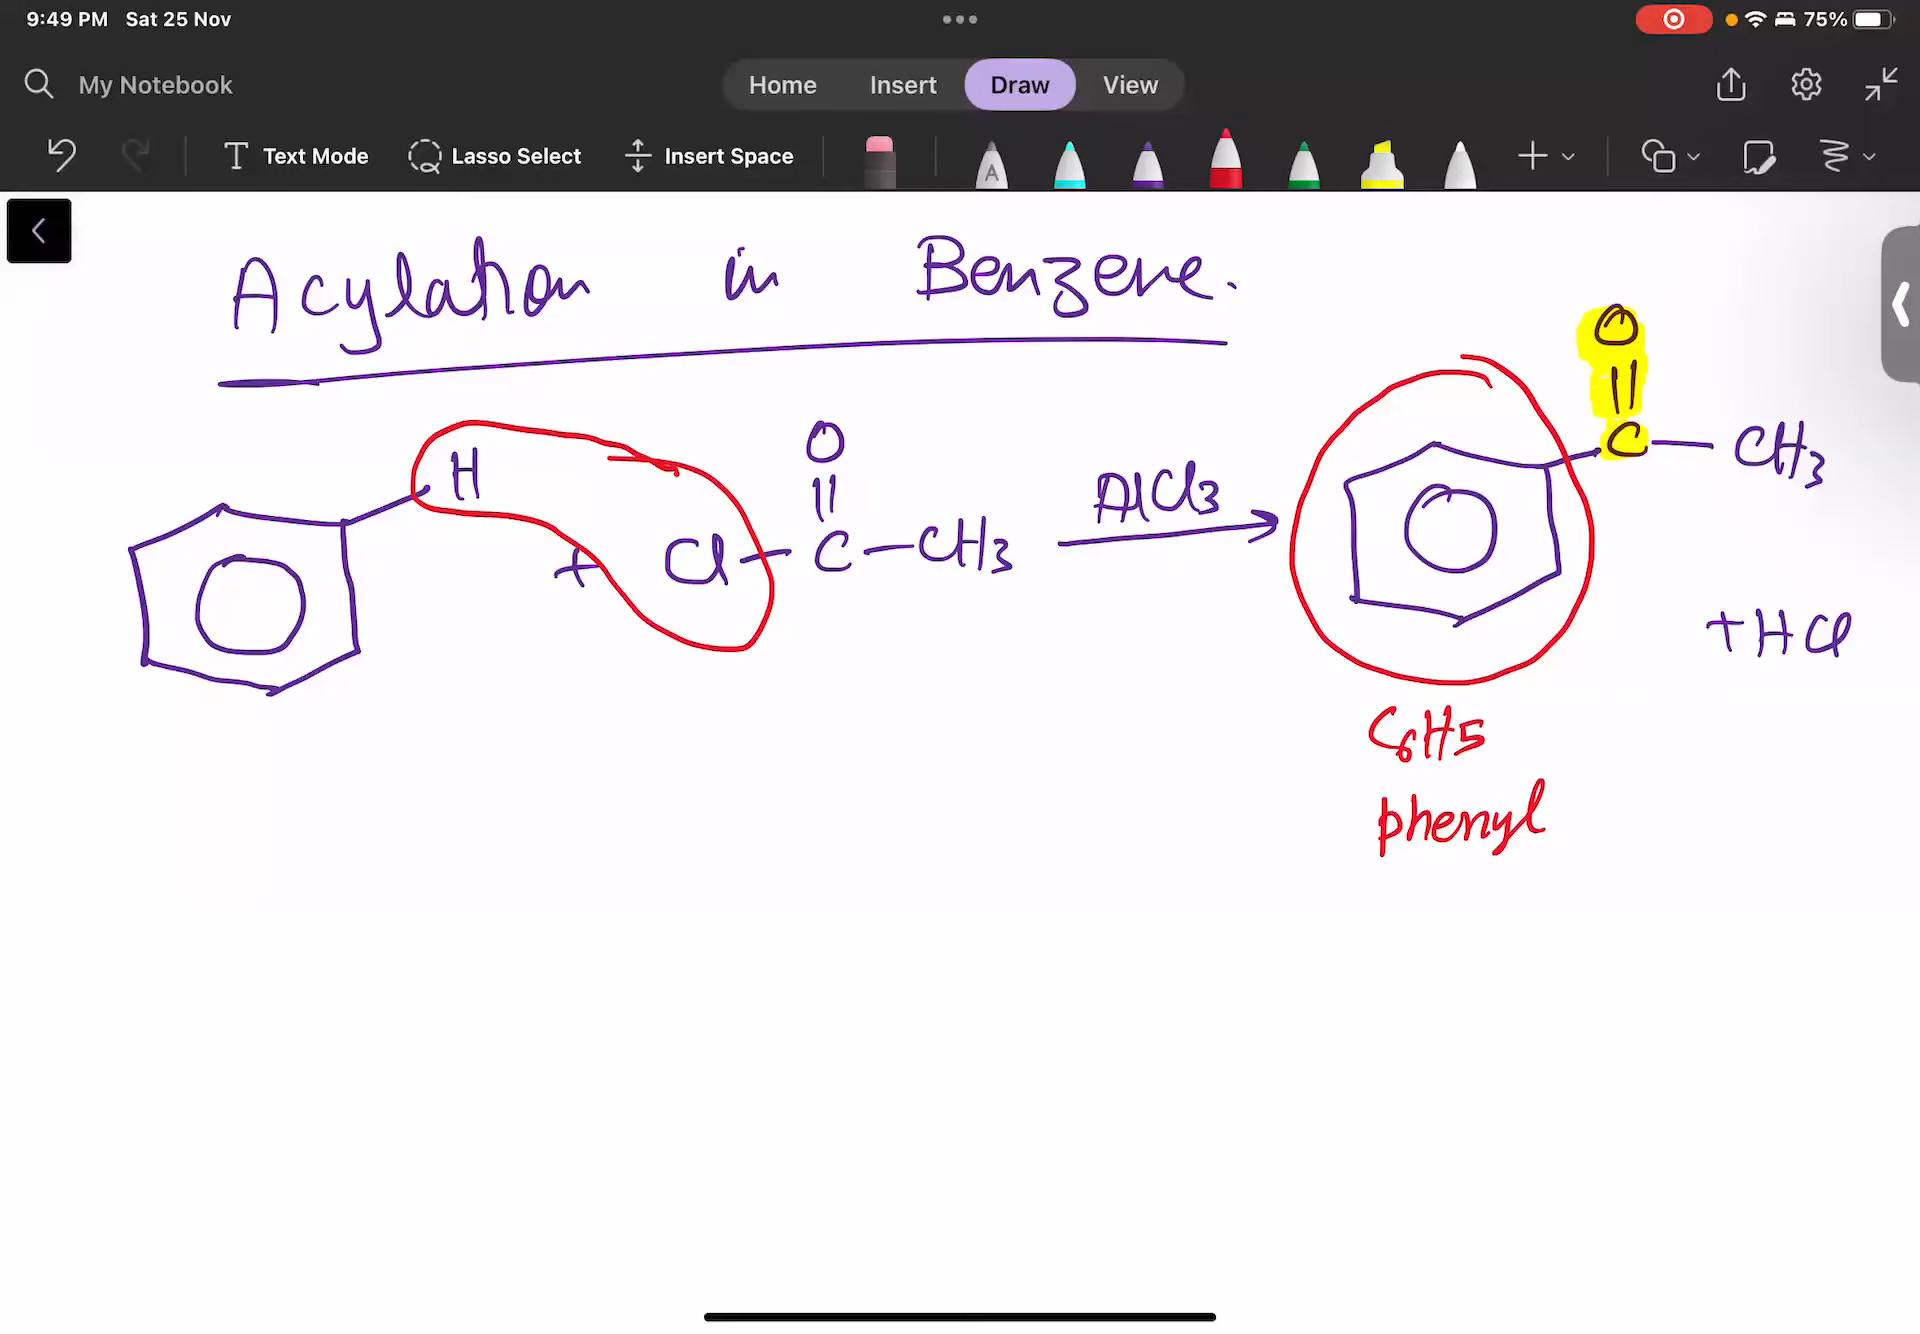 9:49 PM Sat 25 Nov
75%
My Notebook
Home Insert Draw View
Text Mode Lasso Select Insert Space
A
Acylation in Benzene.
O
||
C—CH3
H
O
||
+ Cl—C—CH3
AlCl3
+HCl
C6H5
phenyl